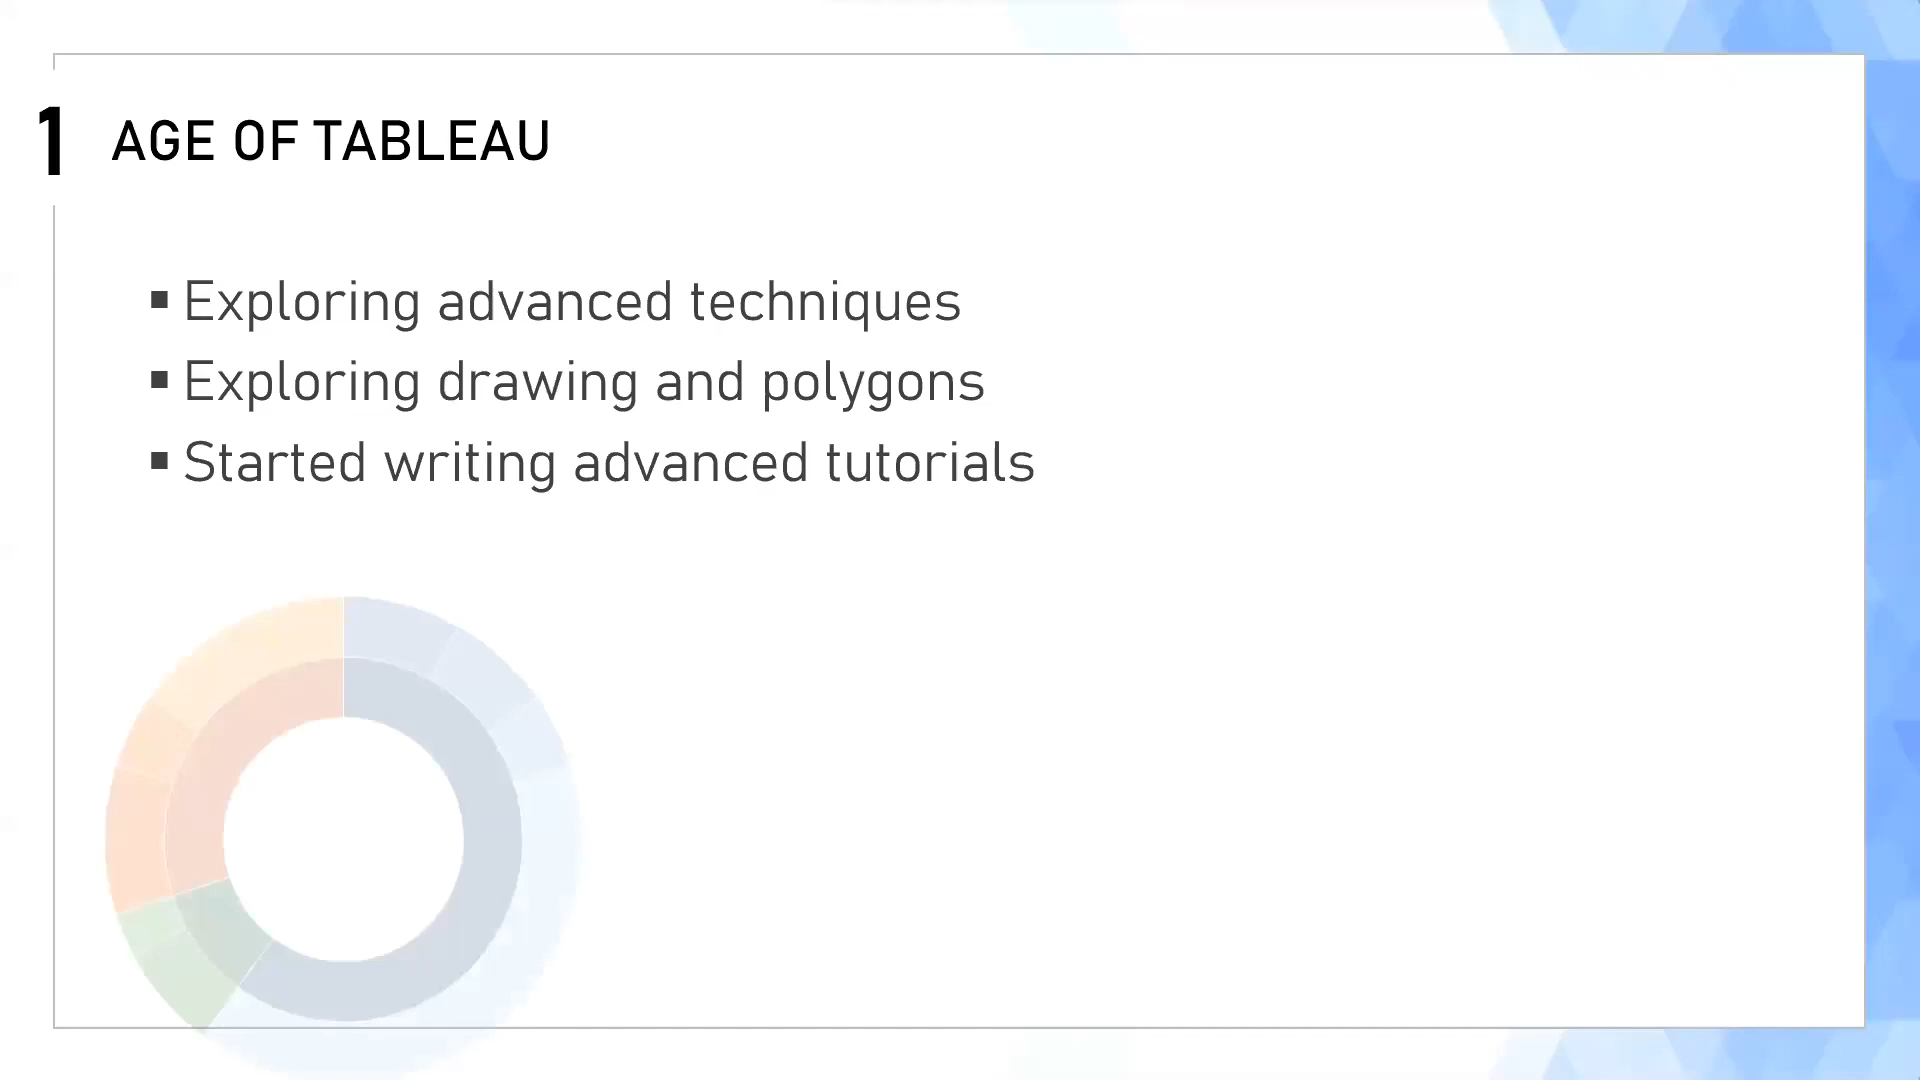 1 AGE OF TABLEAU
▪ Exploring advanced techniques
▪ Exploring drawing and polygons
▪ Started writing advanced tutorials